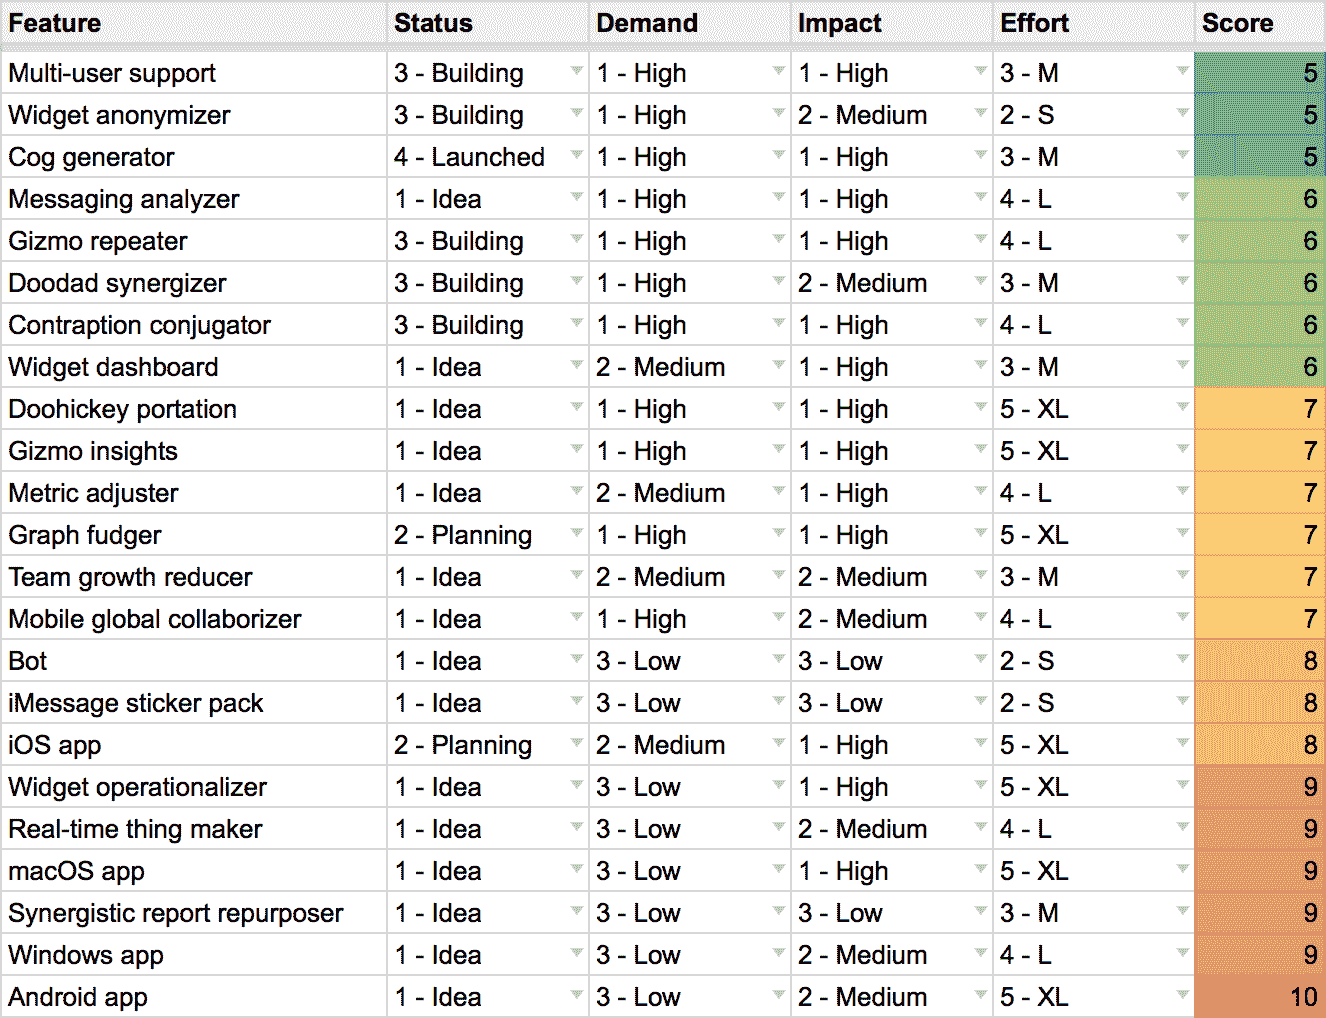 Feature Status Demand Impact Effort Score
Multi-user support 3 - Building 1 - High 1 - High 3 - M 5
Widget anonymizer 3 - Building 1 - High 2 - Medium 2 - S 5
Cog generator 4 - Launched 1 - High 1 - High 3 - M 5
Messaging analyzer 1 - Idea 1 - High 1 - High 4 - L 6
Gizmo repeater 3 - Building 1 - High 1 - High 4 - L 6
Doodad synergizer 3 - Building 1 - High 2 - Medium 3 - M 6
Contraption conjugator 3 - Building 1 - High 1 - High 4 - L 6
Widget dashboard 1 - Idea 2 - Medium 1 - High 3 - M 6
Doohickey portation 1 - Idea 1 - High 1 - High 5 - XL 7
Gizmo insights 1 - Idea 1 - High 1 - High 5 - XL 7
Metric adjuster 1 - Idea 2 - Medium 1 - High 4 - L 7
Graph fudger 2 - Planning 1 - High 1 - High 5 - XL 7
Team growth reducer 1 - Idea 2 - Medium 2 - Medium 3 - M 7
Mobile global collaborizer 1 - Idea 1 - High 2 - Medium 4 - L 7
Bot 1 - Idea 3 - Low 3 - Low 2 - S 8
iMessage sticker pack 1 - Idea 3 - Low 3 - Low 2 - S 8
iOS app 2 - Planning 2 - Medium 1 - High 5 - XL 8
Widget operationalizer 1 - Idea 3 - Low 1 - High 5 - XL 9
Real-time thing maker 1 - Idea 3 - Low 2 - Medium 4 - L 9
macOS app 1 - Idea 3 - Low 1 - High 5 - XL 9
Synergistic report repurposer 1 - Idea 3 - Low 3 - Low 3 - M 9
Windows app 1 - Idea 3 - Low 2 - Medium 4 - L 9
Android app 1 - Idea 3 - Low 2 - Medium 5 - XL 10